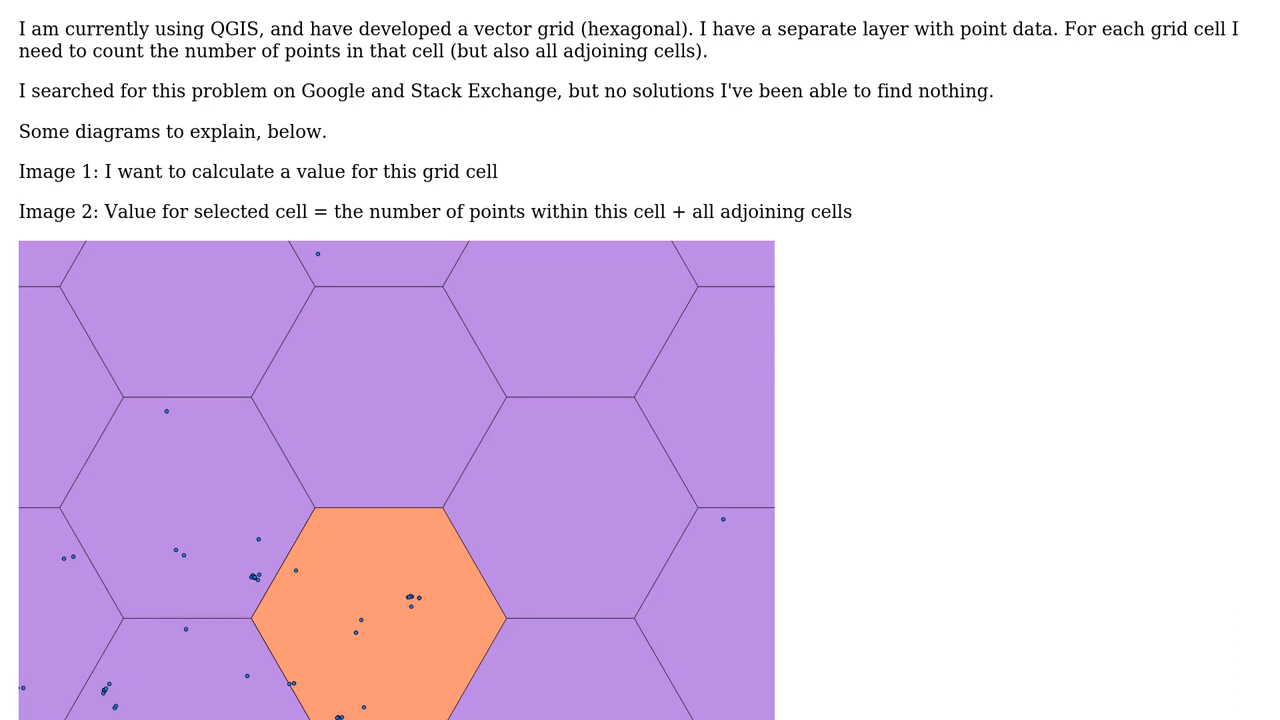 I am currently using QGIS, and have developed a vector grid (hexagonal). I have a separate layer with point data. For each grid cell I
need to count the number of points in that cell (but also all adjoining cells).
I searched for this problem on Google and Stack Exchange, but no solutions I've been able to find nothing.
Some diagrams to explain, below.
Image 1: I want to calculate a value for this grid cell
Image 2: Value for selected cell = the number of points within this cell + all adjoining cells